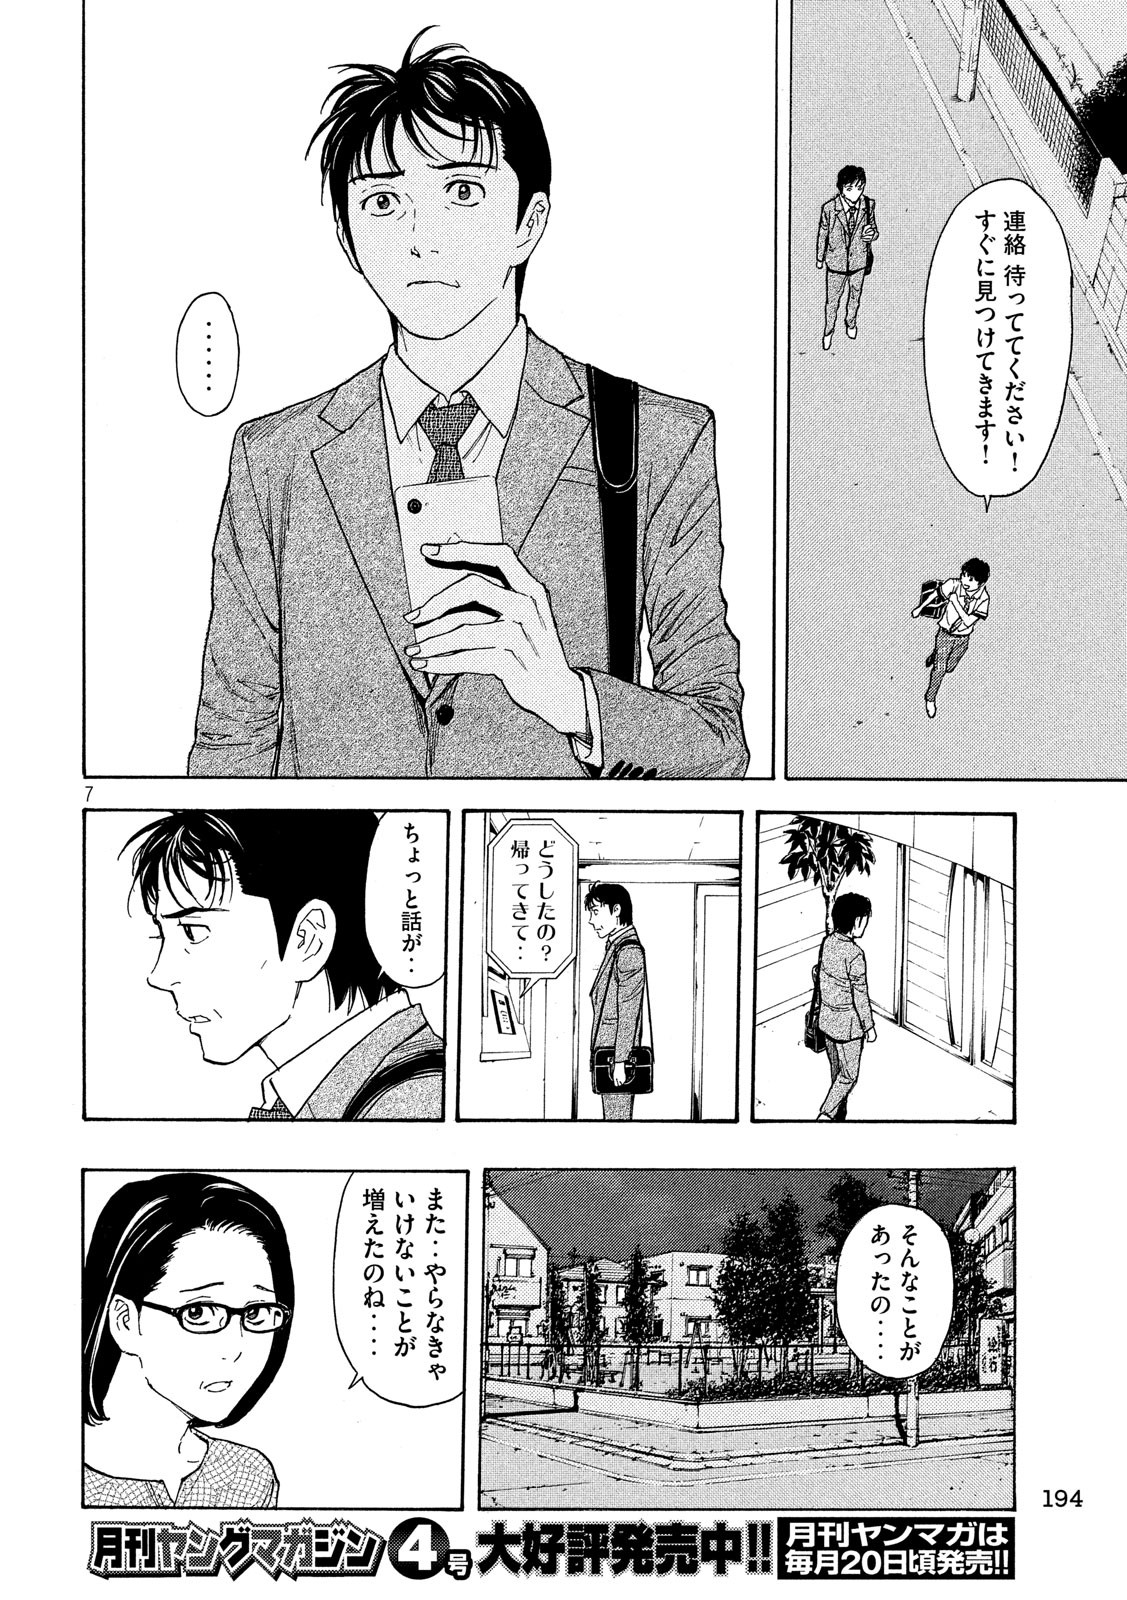 連絡 待っててください！
すぐに見つけてきます！
・・・・・・
7
どうしたの？
帰ってきて‥
ちょっと話が‥
そんなことが
あったの‥‥
また‥やらなきゃ
いけないことが
増えたのね‥‥
194
月刊ヤングマガジン4号大好評発売中!!
月刊ヤンマガは
毎月20日頃発売!!